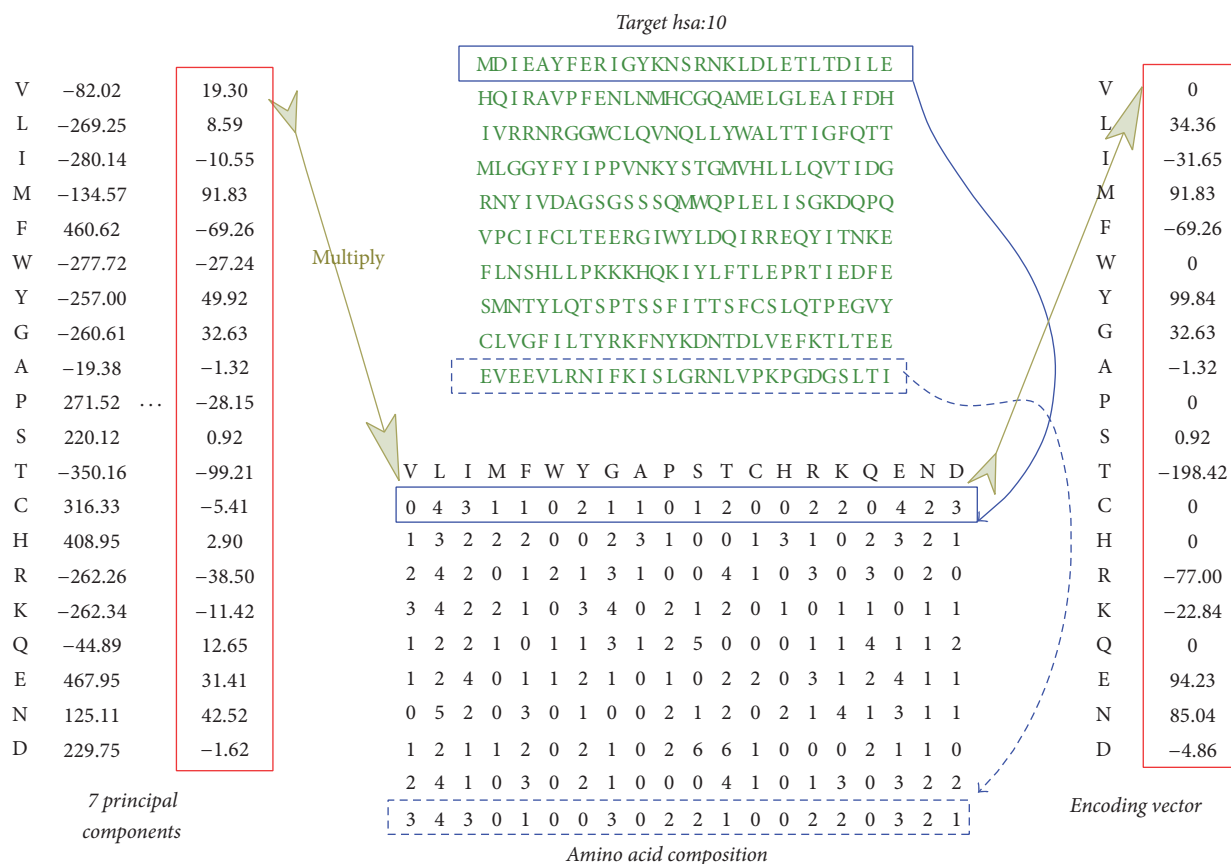 Target hsa:10
MDIEAYFERIGYKNSRNKLDLETLTDILE
HQIRAVPFENLNMHCGQAMELGLEAIFDH
IVRRNRGGWCLQVNQLLYWALTTIGFQTT
MLGGYFYIPPVNKYSTGMVHLLLQVTIDG
RNYIVDAGSGSSSQMWQPLELISGKDQPQ
VPCIFCLTEERGIWYLDQIRREQYITNKE
FLNSHLLPKKKHQKIYLFTLEPRTIEDFE
SMNTYLQTSPTSSFITTSFCSLQTPEGVY
CLVGFILTYRKFNYKDNTDLVEFKTLTEE
EVEEVLRNIFKISLGRNLVPKPGDGSLTI
V −82.02 19.30
L −269.25 8.59
I −280.14 −10.55
M −134.57 91.83
F 460.62 −69.26
W −277.72 −27.24
Y −257.00 49.92
G −260.61 32.63
A −19.38 −1.32
P 271.52 ... −28.15
S 220.12 0.92
T −350.16 −99.21
C 316.33 −5.41
H 408.95 2.90
R −262.26 −38.50
K −262.34 −11.42
Q −44.89 12.65
E 467.95 31.41
N 125.11 42.52
D 229.75 −1.62
7 principal
components
Multiply
V L I M F W Y G A P S T C H R K Q E N D
0 4 3 1 1 0 2 1 1 0 1 2 0 0 2 2 0 4 2 3
1 3 2 2 2 0 0 2 3 1 0 0 1 3 1 0 2 3 2 1
2 4 2 0 1 2 1 3 1 0 0 4 1 0 3 0 3 0 2 0
3 4 2 2 1 0 3 4 0 2 1 2 0 1 0 1 1 0 1 1
1 2 2 1 0 1 1 3 1 2 5 0 0 0 1 1 4 1 1 2
1 2 4 0 1 1 2 1 0 1 0 2 2 0 3 1 2 4 1 1
0 5 2 0 3 0 1 0 0 2 1 2 0 2 1 4 1 3 1 1
1 2 1 1 2 0 2 1 0 2 6 6 1 0 0 0 2 1 1 0
2 4 1 0 3 0 2 1 0 0 0 4 1 0 1 3 0 3 2 2
3 4 3 0 1 0 0 3 0 2 2 1 0 0 2 2 0 3 2 1
Amino acid composition
V 0
L 34.36
I −31.65
M 91.83
F −69.26
W 0
Y 99.84
G 32.63
A −1.32
P 0
S 0.92
T −198.42
C 0
H 0
R −77.00
K −22.84
Q 0
E 94.23
N 85.04
D −4.86
Encoding vector